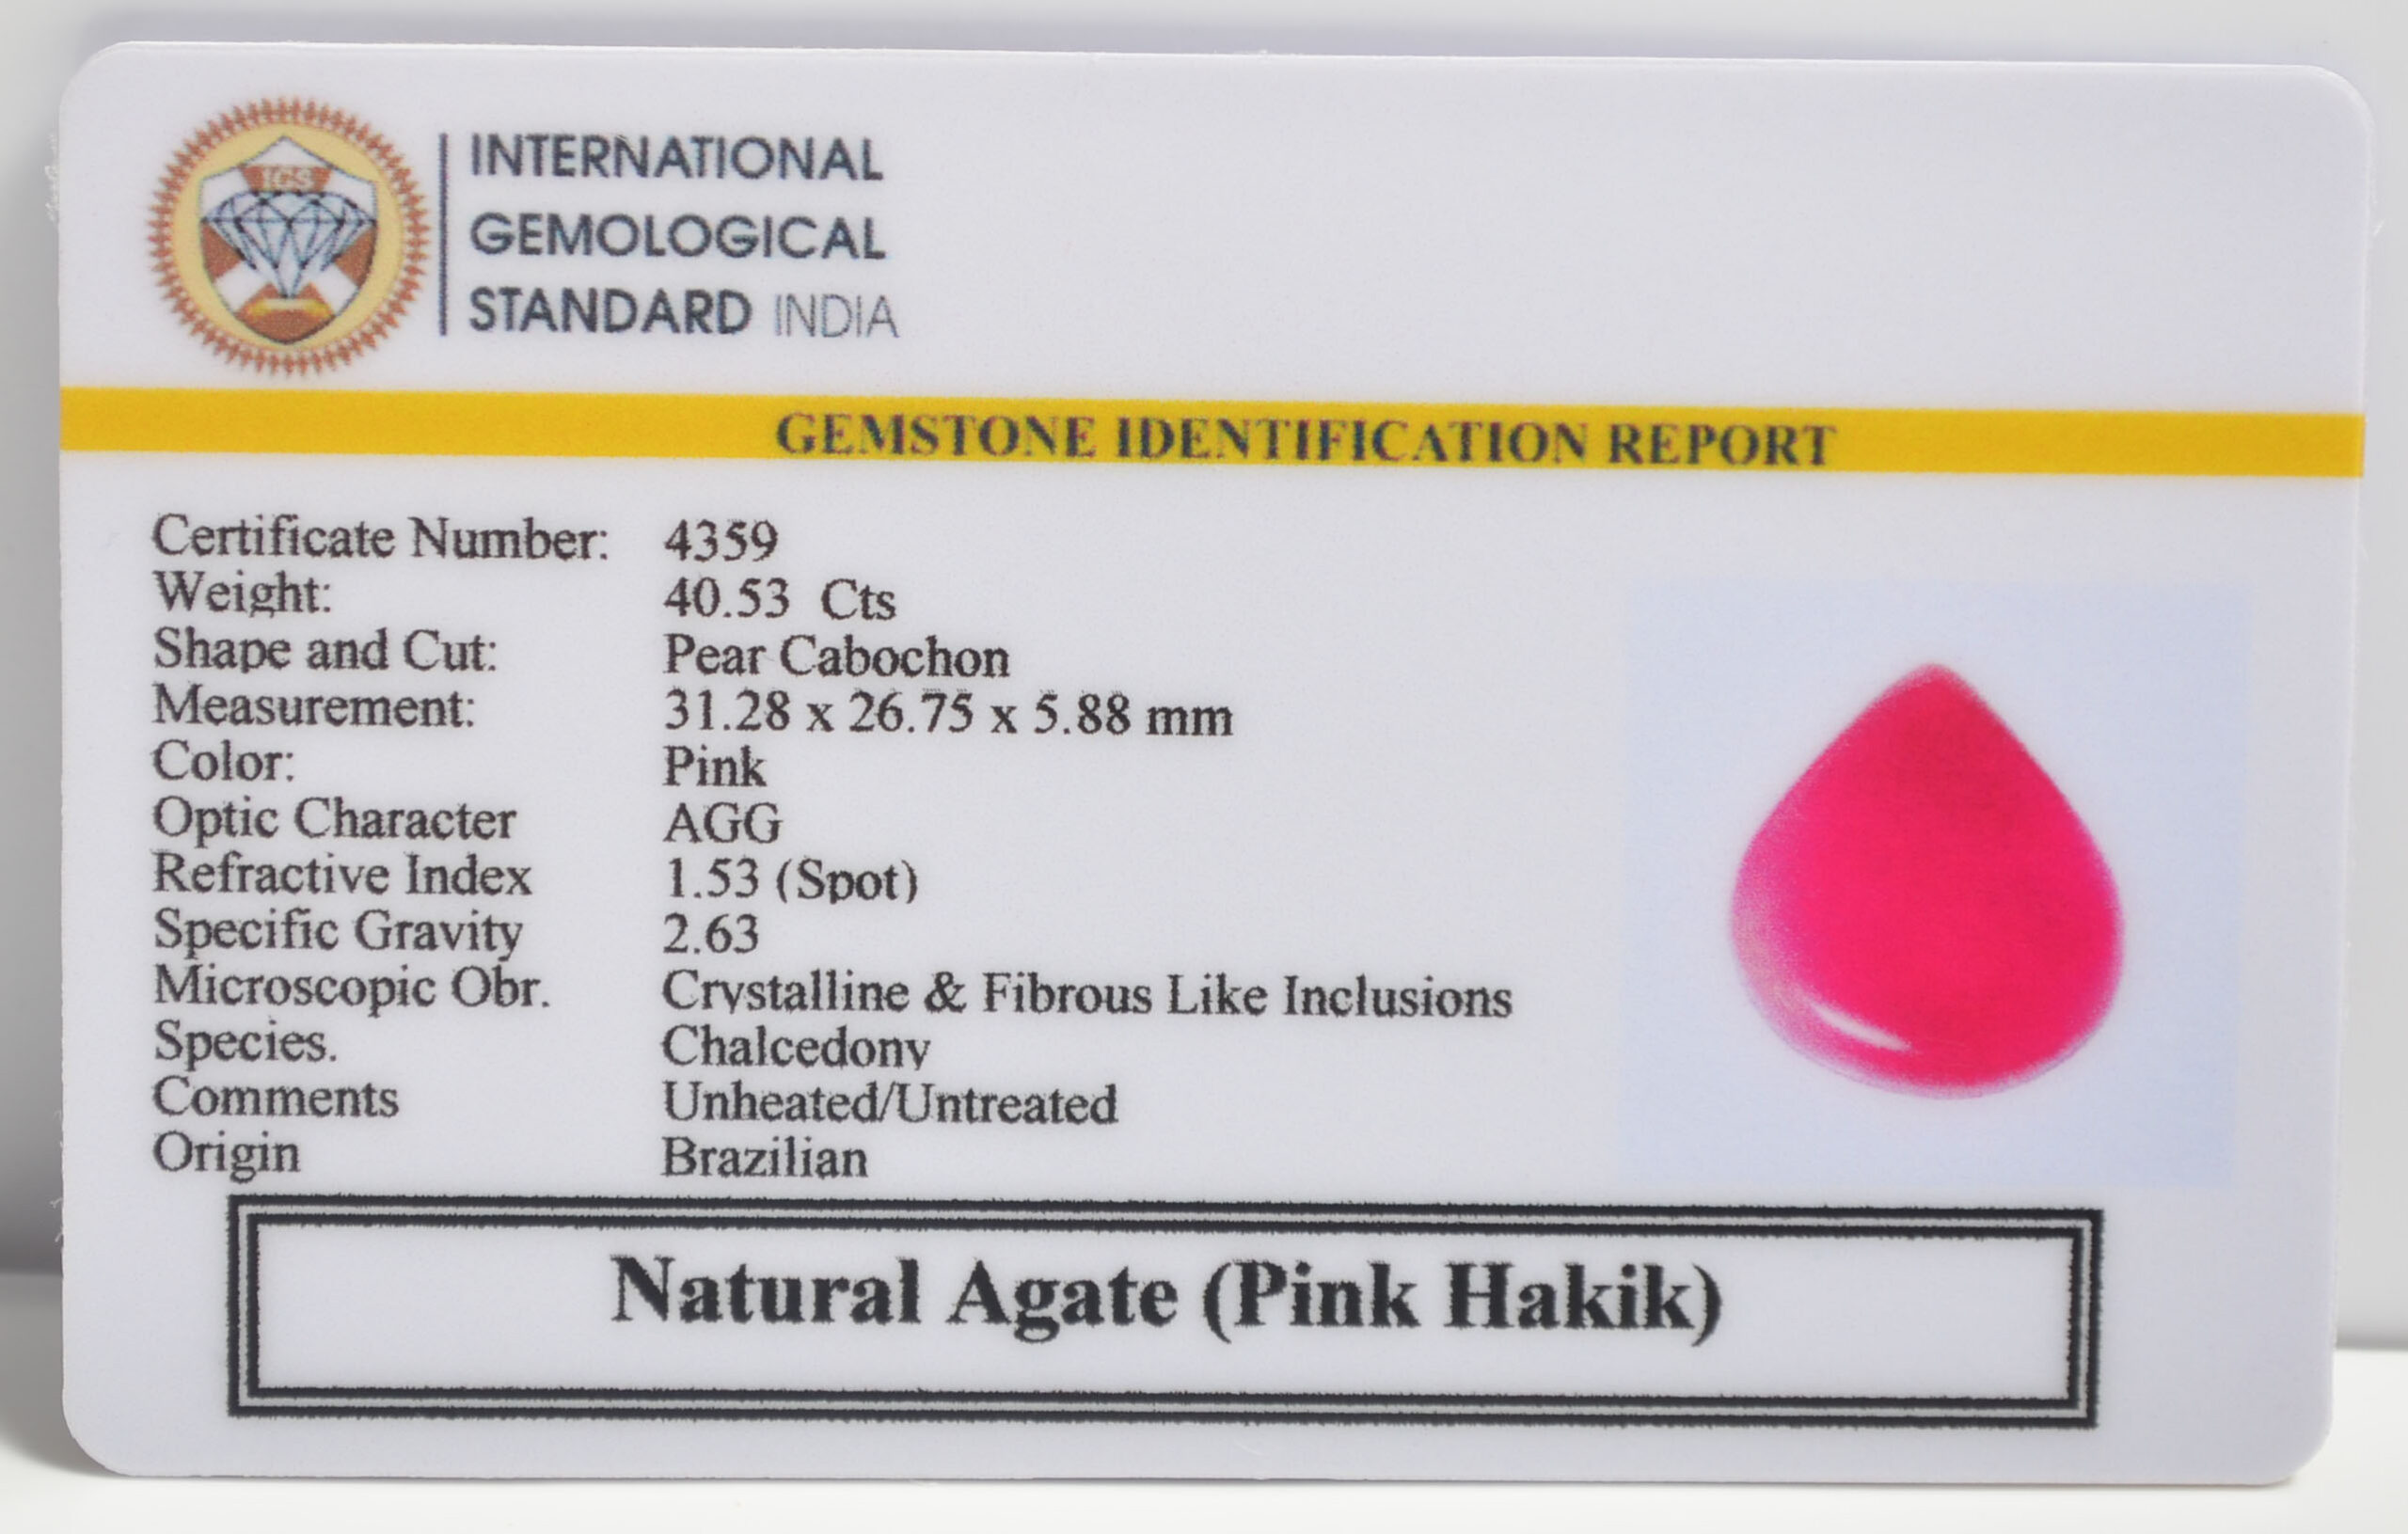 IGS
INTERNATIONAL
GEMOLOGICAL
STANDARD INDIA
GEMSTONE IDENTIFICATION REPORT
Certificate Number: 4359
Weight: 40.53 Cts
Shape and Cut: Pear Cabochon
Measurement: 31.28 x 26.75 x 5.88 mm
Color: Pink
Optic Character AGG
Refractive Index 1.53 (Spot)
Specific Gravity 2.63
Microscopic Obr. Crystalline & Fibrous Like Inclusions
Species. Chalcedony
Comments Unheated/Untreated
Origin Brazilian
Natural Agate (Pink Hakik)